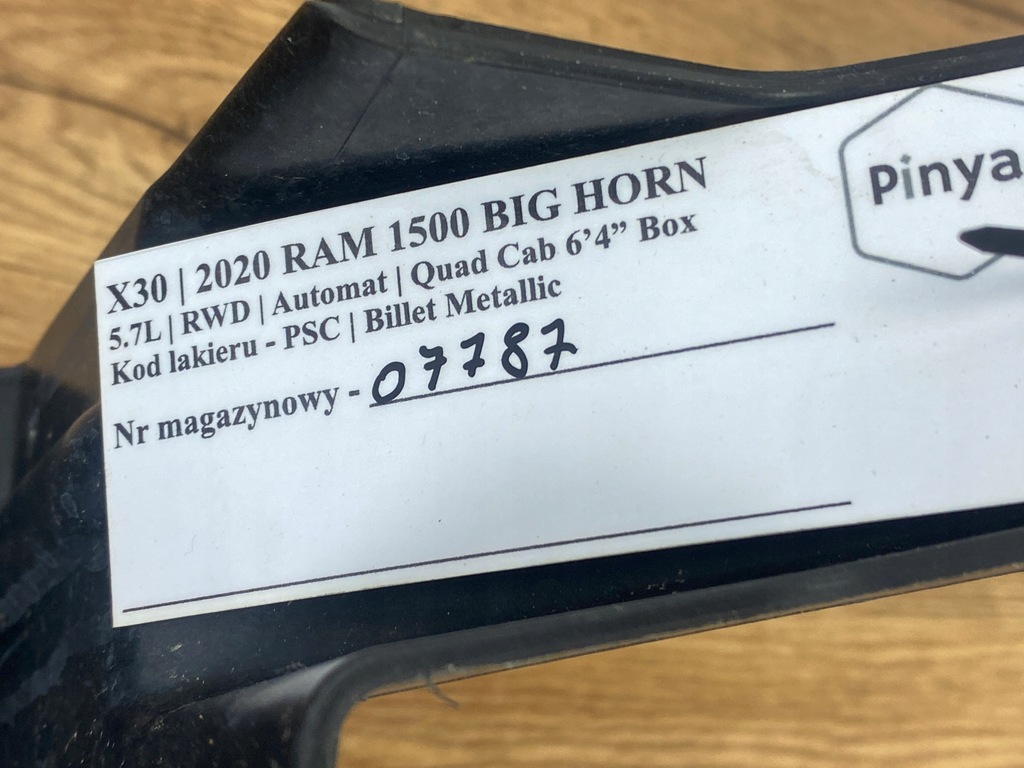 X30 | 2020 RAM 1500 BIG HORN
5.7L | RWD | Automat | Quad Cab 6’4” Box
Kod lakieru - PSC | Billet Metallic
Nr magazynowy - 07787
Pinya